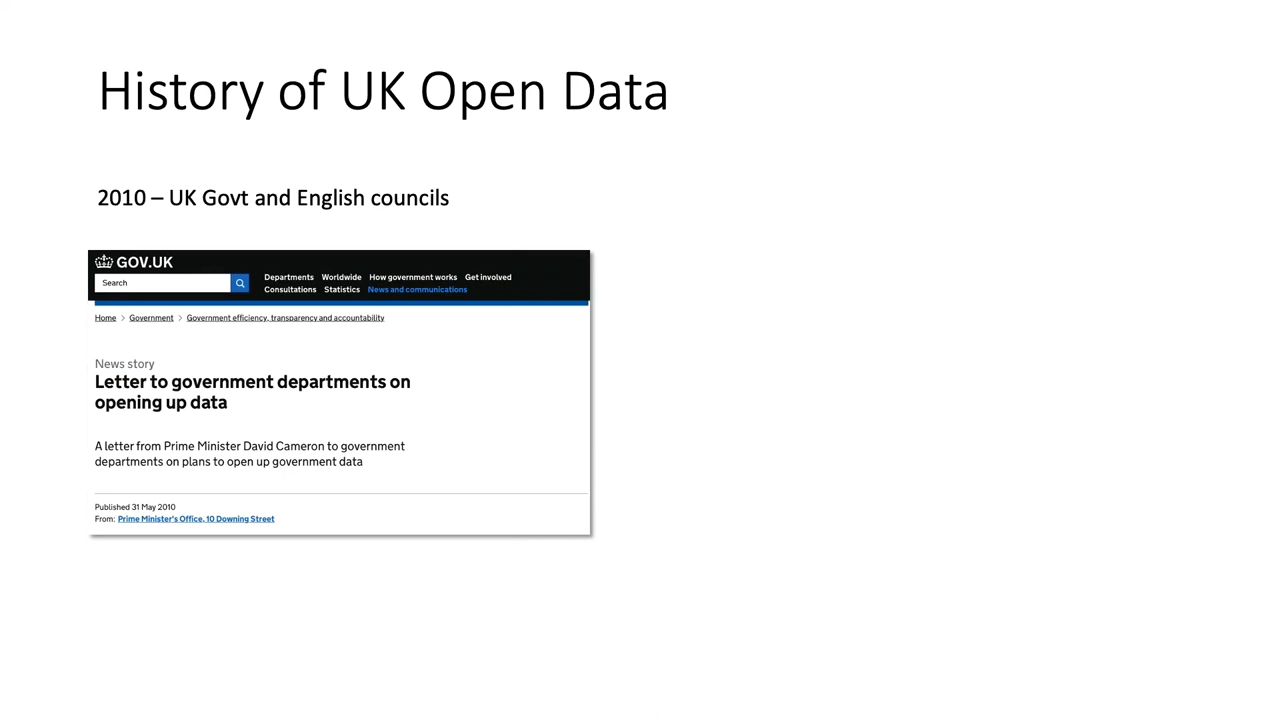 History of UK Open Data
2010 – UK Govt and English councils
GOV.UK
Search
Departments Worldwide How government works Get involved
Consultations Statistics News and communications
Home > Government > Government efficiency, transparency and accountability
News story
Letter to government departments on
opening up data
A letter from Prime Minister David Cameron to government
departments on plans to open up government data
Published 31 May 2010
From: Prime Minister's Office, 10 Downing Street